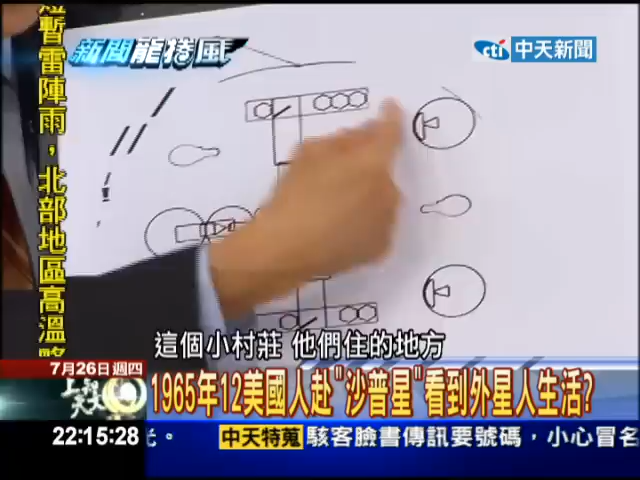 新聞龍捲風
cti 中天新聞
暫雷陣雨，北部地區高溫
這個小村莊 他們住的地方
7月26日週四
1965年12美國人赴"沙普星"看到外星人生活?
22:15:28
光。
中天特蒐
駭客臉書傳訊要號碼，小心冒名